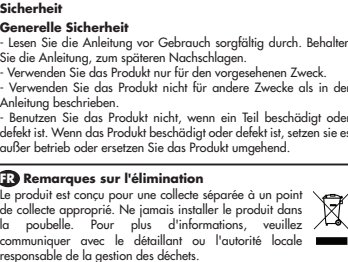 Sicherheit
Generelle Sicherheit
- Lesen Sie die Anleitung vor Gebrauch sorgfältig durch. Behalten
Sie die Anleitung, zum späteren Nachschlagen.
- Verwenden Sie das Produkt nur für den vorgesehenen Zweck.
- Verwenden Sie das Produkt nicht für andere Zwecke als in der
Anleitung beschrieben.
- Benutzen Sie das Produkt nicht, wenn ein Teil beschädigt oder
defekt ist. Wenn das Produkt beschädigt oder defekt ist, setzen sie es
außer betrieb oder ersetzen Sie das Produkt umgehend.
FR Remarques sur l'élimination
Le produit est conçu pour une collecte séparée à un point
de collecte approprié. Ne jamais installer le produit dans
la poubelle. Pour plus d'informations, veuillez
communiquer avec le détaillant ou l'autorité locale
responsable de la gestion des déchets.